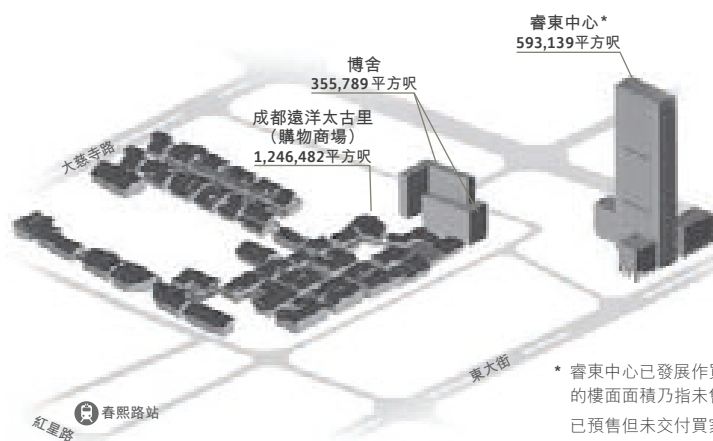 睿東中心*
593,139平方呎
博舍
355,789平方呎
成都遠洋太古里
（購物商場）
1,246,482平方呎
大慈寺路
東大街
* 睿東中心已發展作買
的樓面面積乃指未售
已預售但未交付買家
春熙路站
紅星路